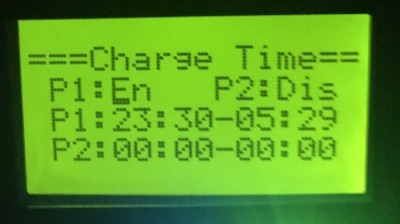 ===Charge Time==
P1:En P2:Dis
P1:23:30-05:29
P2:00:00-00:00